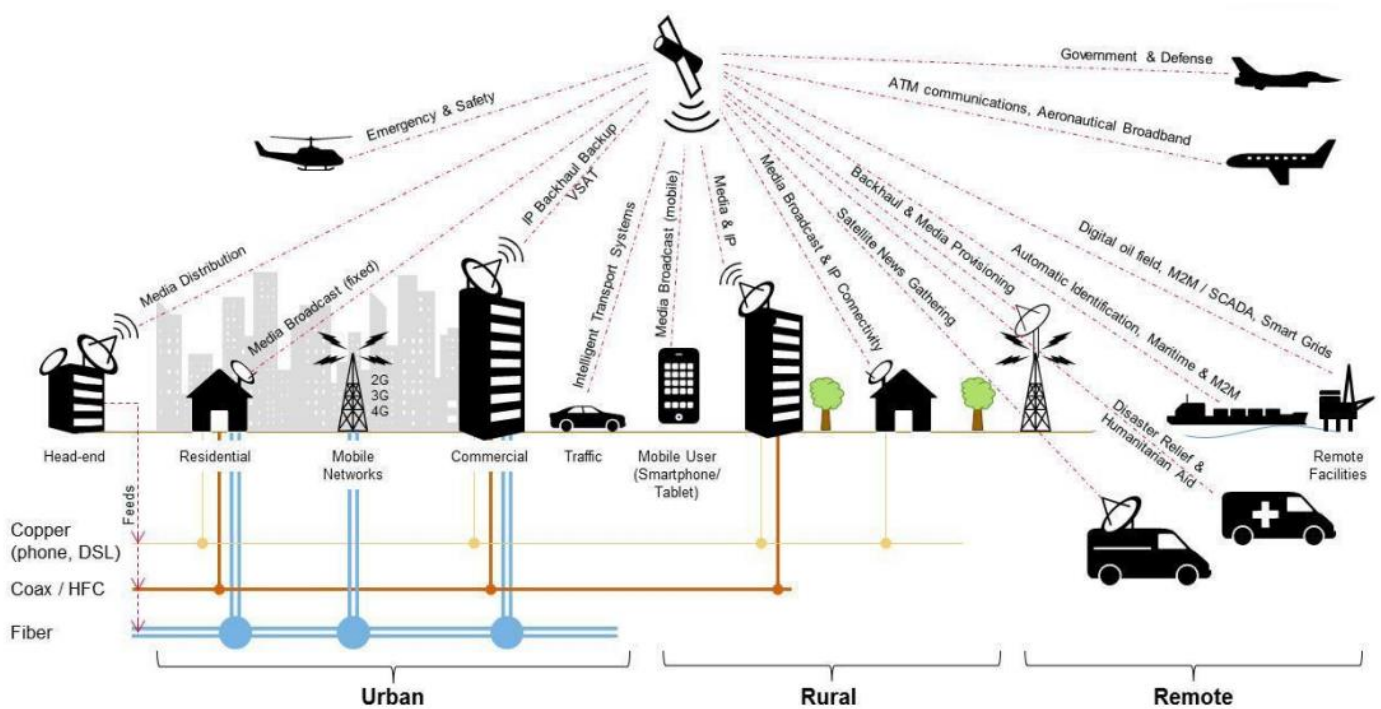 Government & Defense
ATM communications, Aeronautical Broadband
Emergency & Safety
IP Backhaul Backup
VSAT
Media Distribution
Media Broadcast (fixed)
Intelligent Transport Systems
Media Broadcast (mobile)
Media & IP
Media Broadcast & IP Connectivity
Satellite News Gathering
Backhaul & Media Provisioning
Automatic Identification, Maritime & M2M
Digital oil field, M2M / SCADA, Smart Grids
Disaster Relief &
Humanitarian Aid
2G
3G
4G
Head-end
Residential
Mobile
Networks
Commercial
Traffic
Mobile User
(Smartphone/
Tablet)
Remote
Facilities
Feeds
Copper
(phone, DSL)
Coax / HFC
Fiber
Urban
Rural
Remote